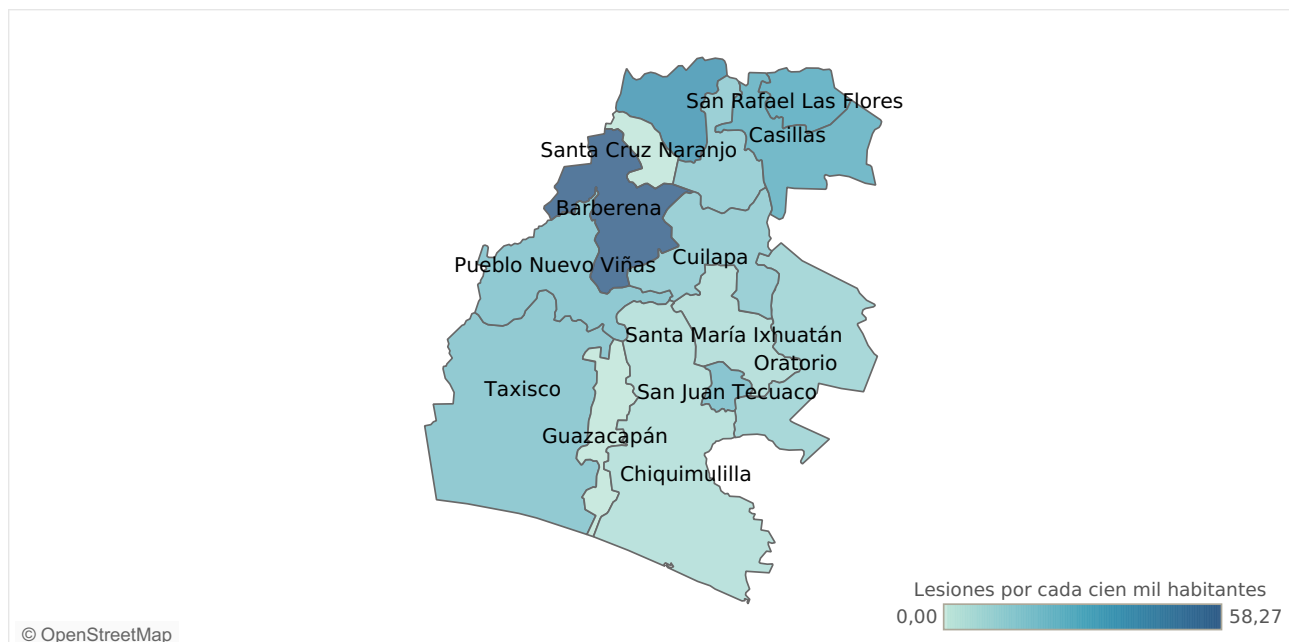 San Rafael Las Flores
Casillas
Santa Cruz Naranjo
Barberena
Cuilapa
Pueblo Nuevo Viñas
Santa María Ixhuatán
Oratorio
Taxisco
San Juan Tecuaco
Guazacapán
Chiquimulilla
Lesiones por cada cien mil habitantes
0,00 58,27
© OpenStreetMap